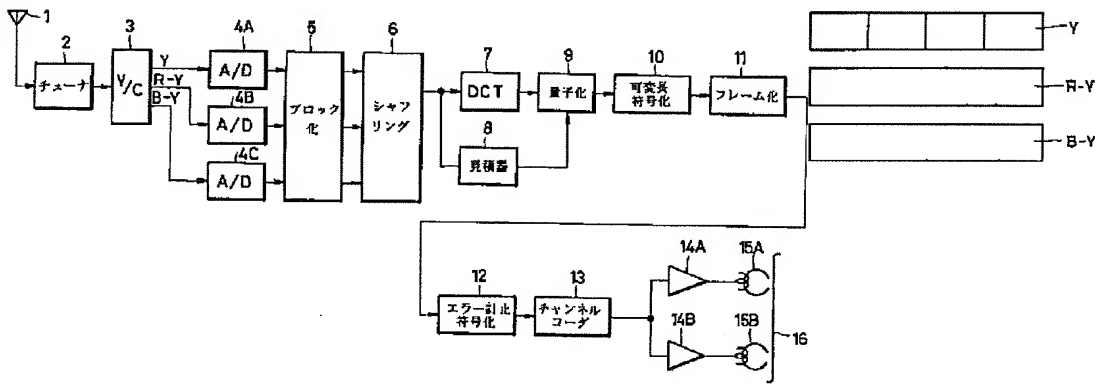 1
2
チューナ
3
Y/C
Y
R-Y
B-Y
4A
A/D
4B
A/D
4C
A/D
5
ブロック
化
6
シャフ
リング
7
DCT
8
見積器
9
量子化
10
可変長
符号化
11
フレーム化
Y
R-Y
B-Y
12
エラー訂正
符号化
13
チャンネル
コーダ
14A
15A
14B
15B
16